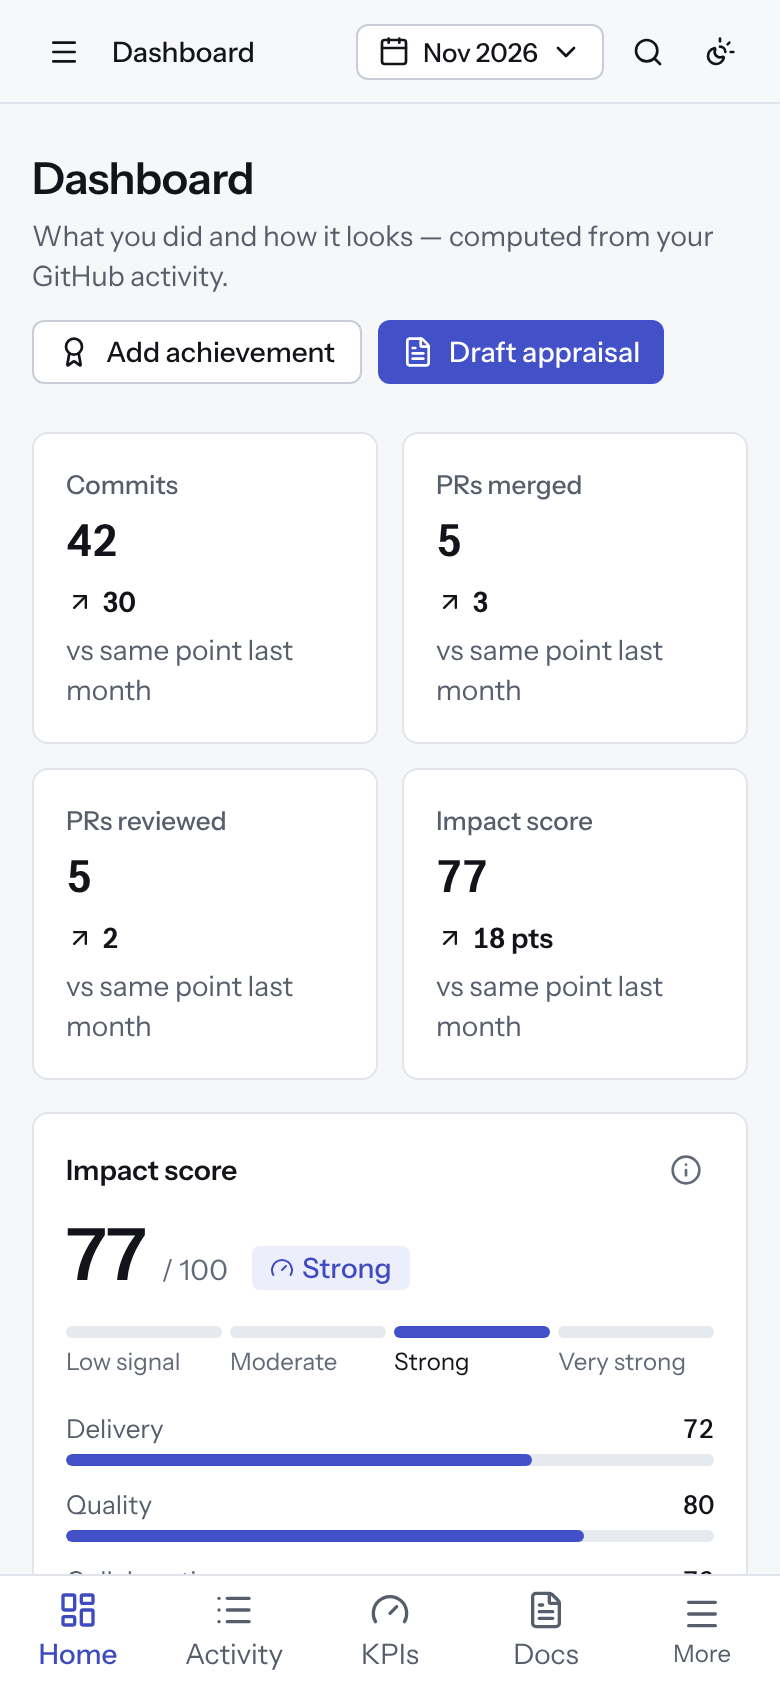 Dashboard
Nov 2026
Dashboard
What you did and how it looks — computed from your
GitHub activity.
Add achievement
Draft appraisal
Commits
42
30
vs same point last
month
PRs merged
5
3
vs same point last
month
PRs reviewed
5
2
vs same point last
month
Impact score
77
18 pts
vs same point last
month
Impact score
77 / 100
Strong
Low signal
Moderate
Strong
Very strong
Delivery
72
Quality
80
Home
Activity
KPIs
Docs
More